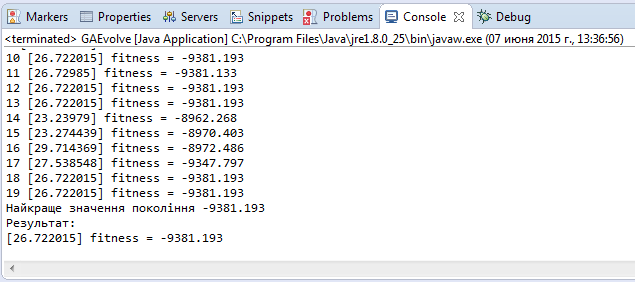 Markers Properties Servers Snippets Problems Console Debug
<terminated> GAEvolve [Java Application] C:\Program Files\Java\jre1.8.0_25\bin\javaw.exe (07 июня 2015 г., 13:36:56)
10 [26.722015] fitness = -9381.193
11 [26.72985] fitness = -9381.133
12 [26.722015] fitness = -9381.193
13 [26.722015] fitness = -9381.193
14 [23.23979] fitness = -8962.268
15 [23.274439] fitness = -8970.403
16 [29.714369] fitness = -8972.486
17 [27.538548] fitness = -9347.797
18 [26.722015] fitness = -9381.193
19 [26.722015] fitness = -9381.193
Найкраще значення покоління -9381.193
Результат:
[26.722015] fitness = -9381.193